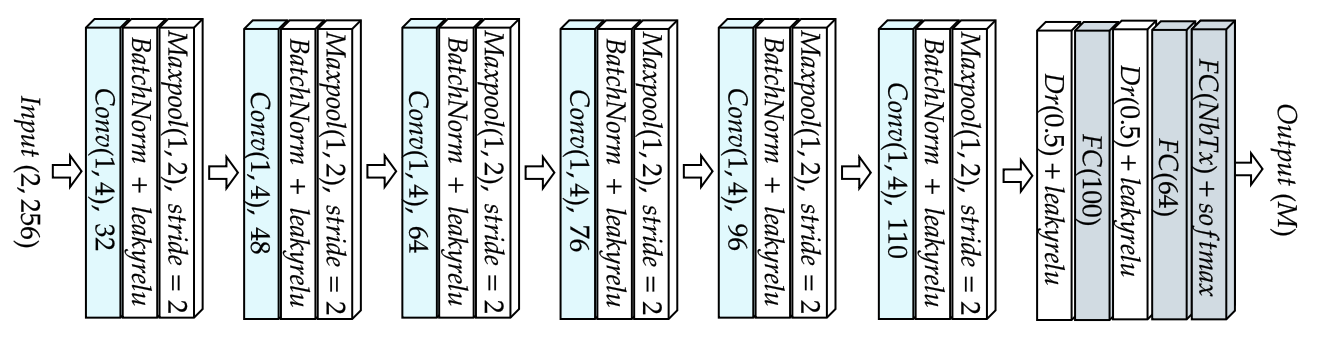 Input (2, 256)
Conv(1, 4), 32
BatchNorm + leakyrelu
Maxpool(1, 2), stride = 2
Conv(1, 4), 48
BatchNorm + leakyrelu
Maxpool(1, 2), stride = 2
Conv(1, 4), 64
BatchNorm + leakyrelu
Maxpool(1, 2), stride = 2
Conv(1, 4), 76
BatchNorm + leakyrelu
Maxpool(1, 2), stride = 2
Conv(1, 4), 96
BatchNorm + leakyrelu
Maxpool(1, 2), stride = 2
Conv(1, 4), 110
BatchNorm + leakyrelu
Maxpool(1, 2), stride = 2
Dr(0.5) + leakyrelu
FC(100)
Dr(0.5) + leakyrelu
FC(64)
FC(NbTx) + softmax
Output (M)